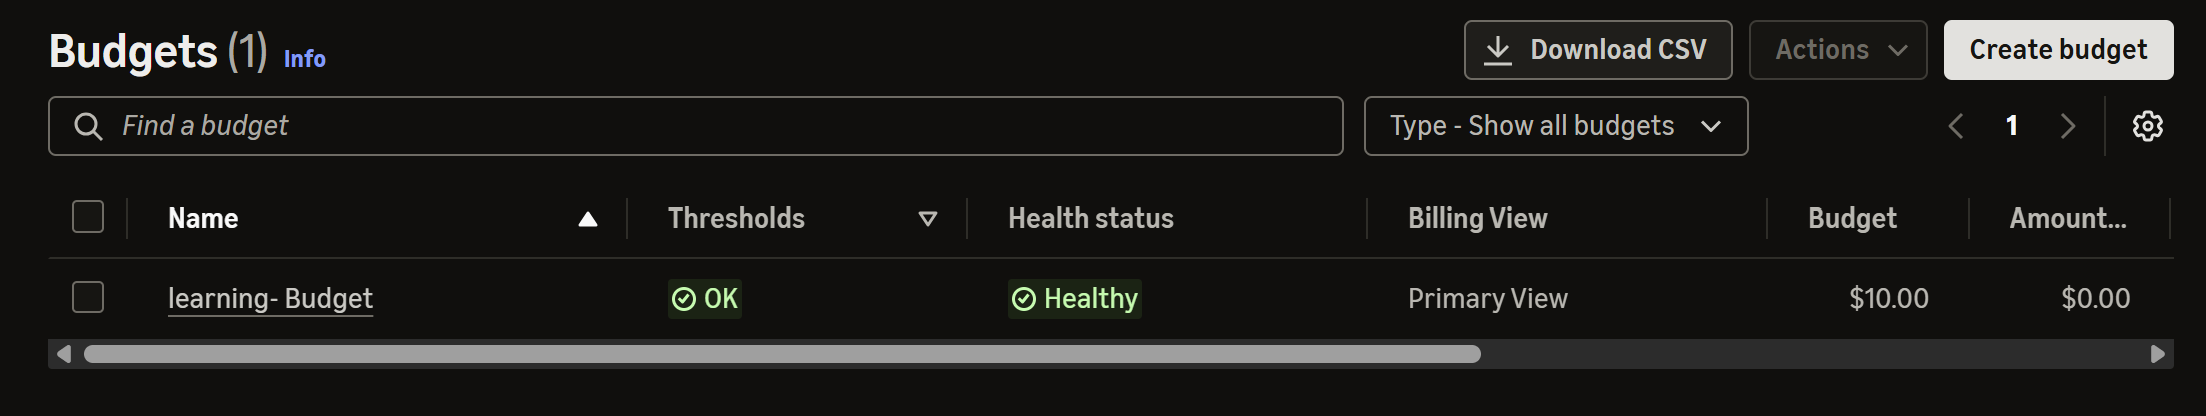 Budgets (1) Info
Download CSV
Actions
Create budget
Find a budget
Type - Show all budgets
1
Name Thresholds Health status Billing View Budget Amount...
learning- Budget OK Healthy Primary View $10.00 $0.00